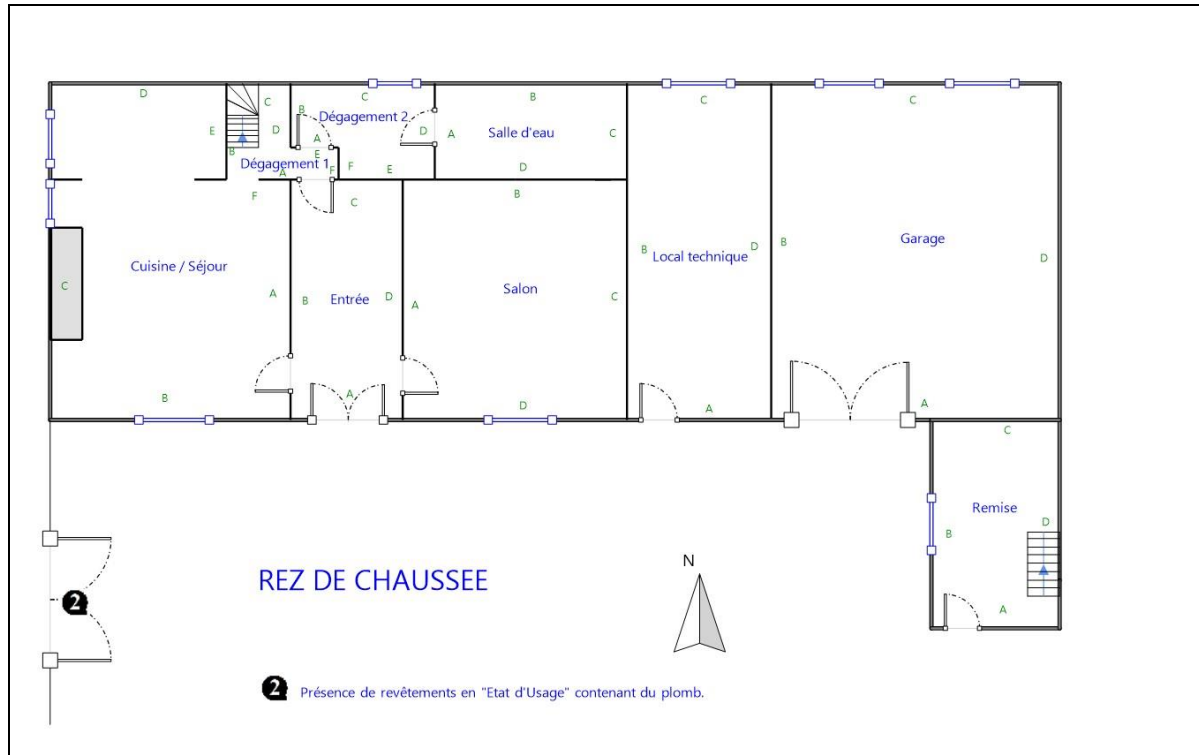 D
C
C
B
C
C
B
Dégagement 2
E
D
A
D
A
Salle d'eau
C
B
E
Dégagement 1
F
F
E
D
A
F
C
B
Cuisine / Séjour
B
Local technique
D
B
Garage
C
A
B
Entrée
D
A
Salon
C
D
B
A
D
A
A
C
Remise
B
D
A
N
REZ DE CHAUSSEE
2
2 Présence de revêtements en "Etat d'Usage" contenant du plomb.